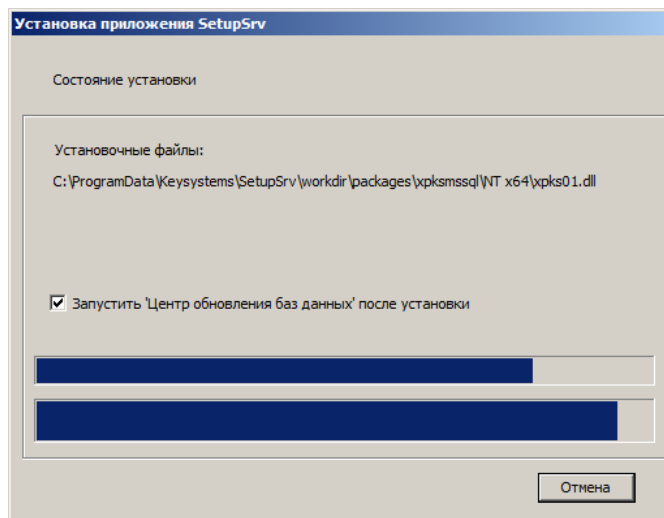 Установка приложения SetupSrv
Состояние установки
Установочные файлы:
C:\ProgramData\Keysystems\SetupSrv\workdir\packages\xpksmssql\NT x64\xpks01.dll
Запустить 'Центр обновления баз данных' после установки
Отмена